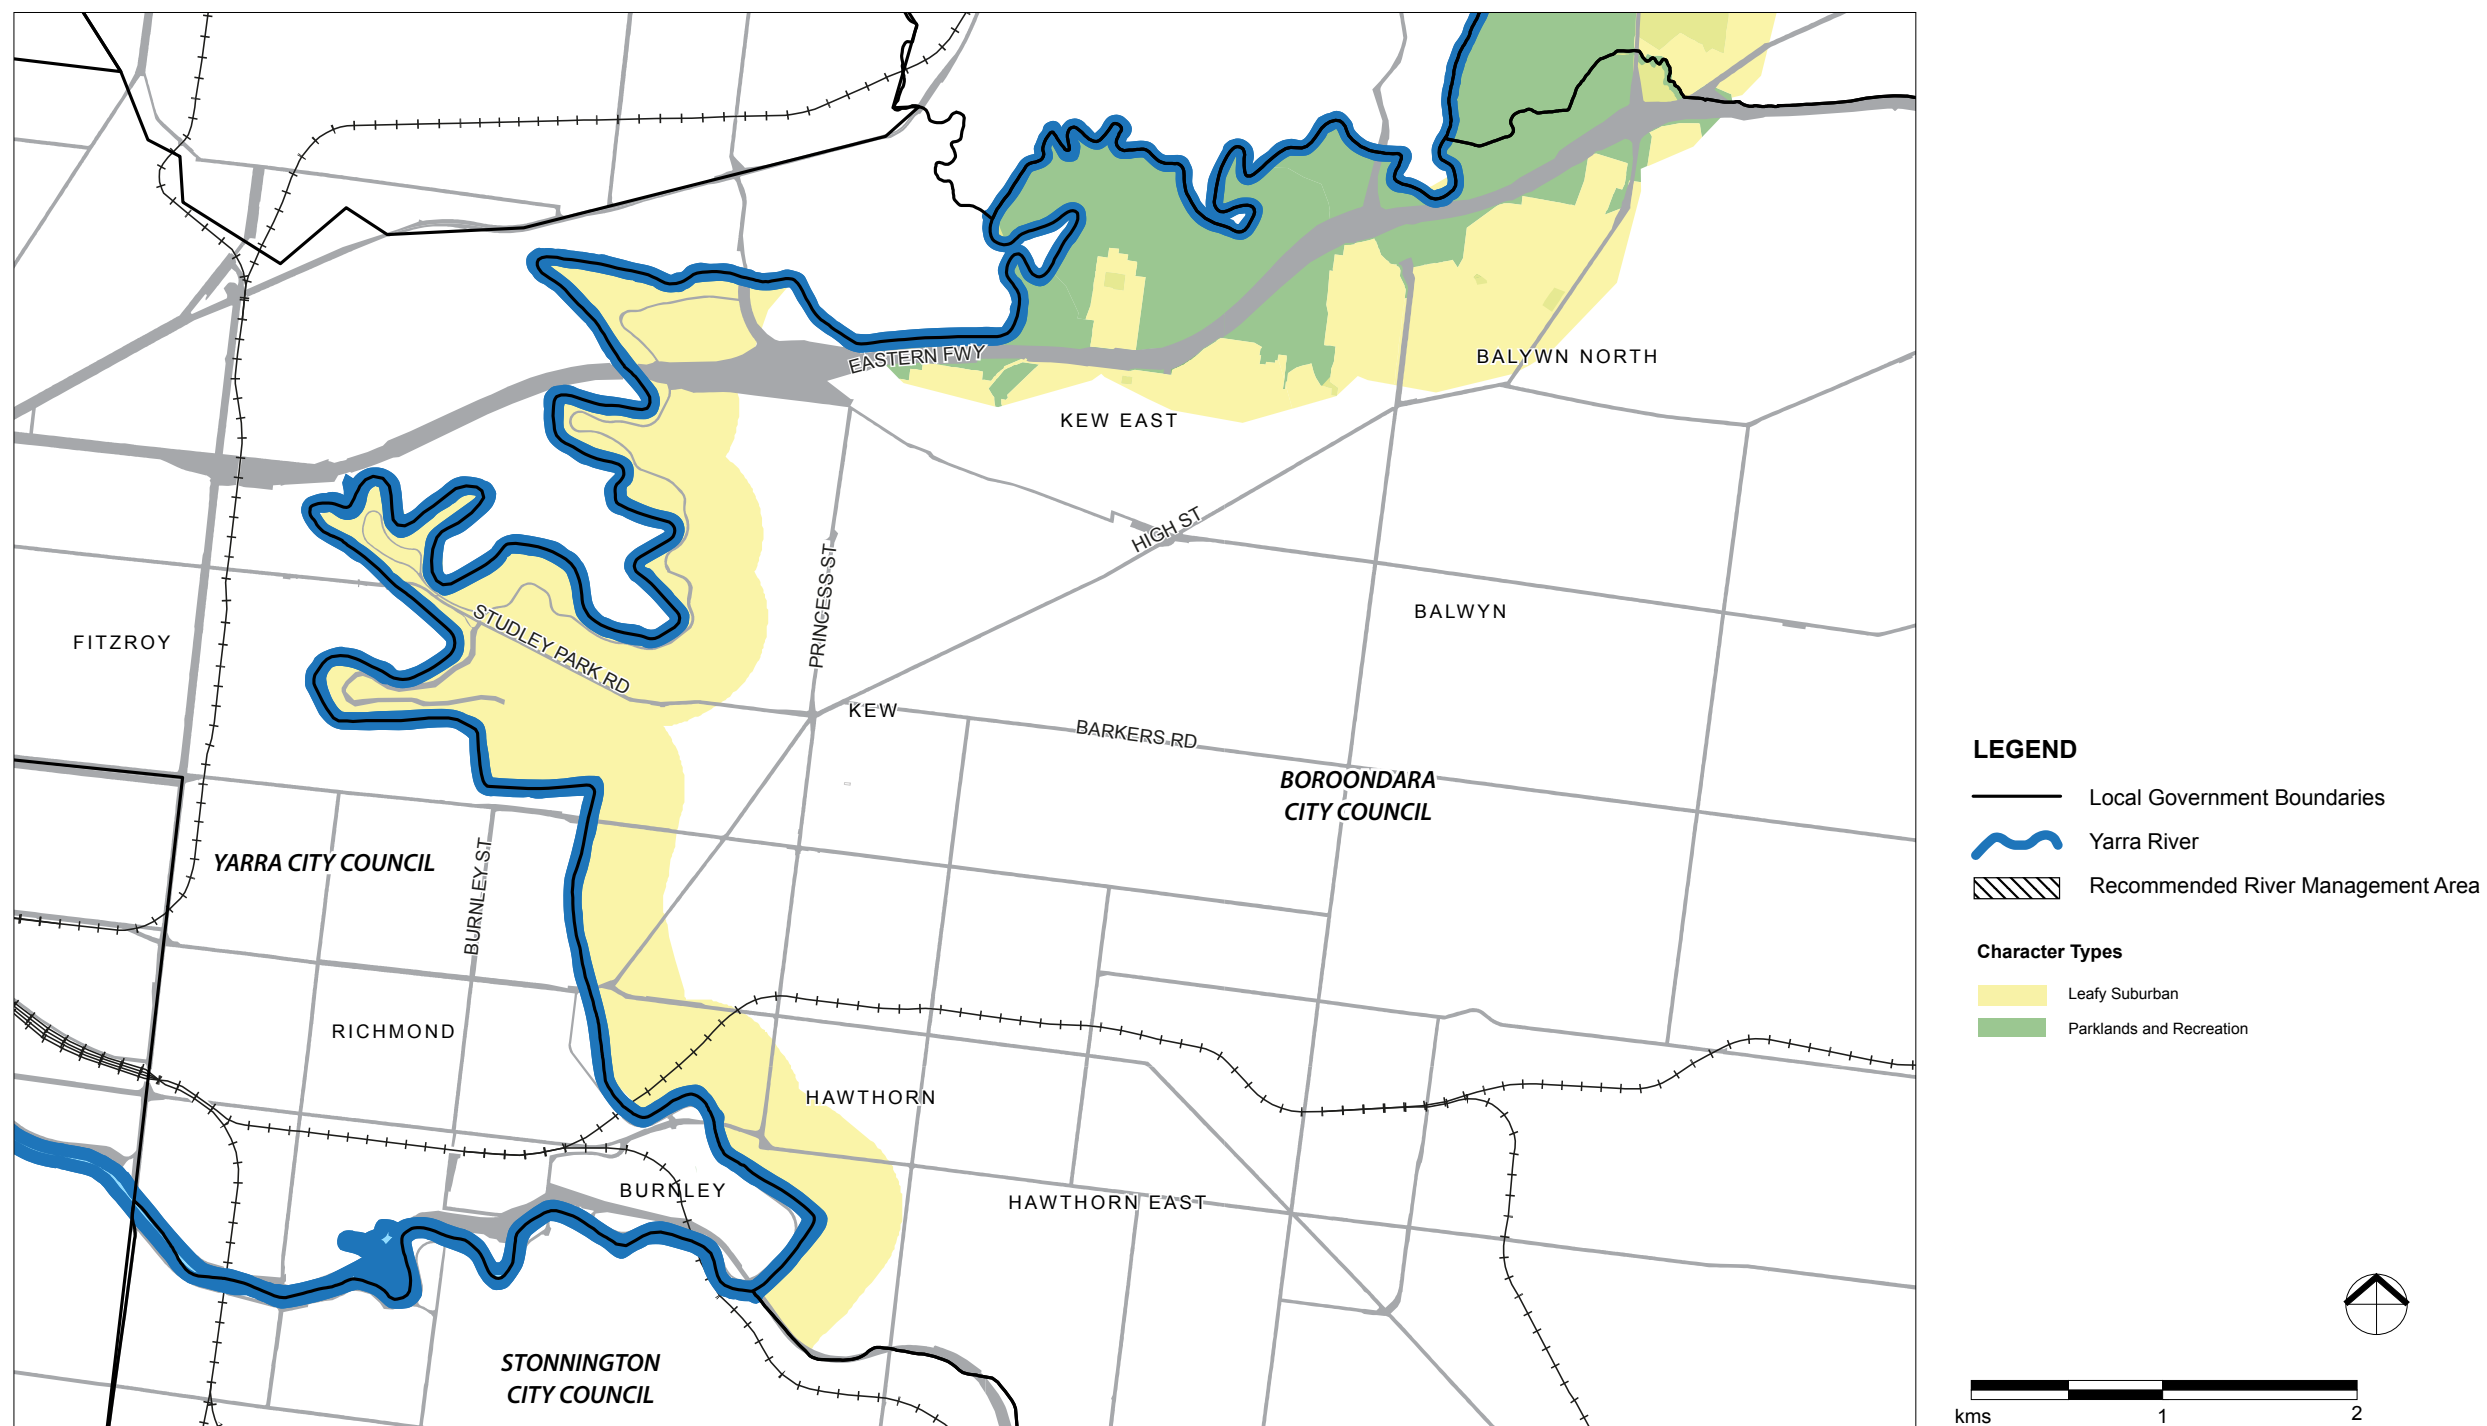 EASTERN FWY
BALYWN NORTH
KEW EAST
HIGH ST
PRINCESS ST
STUDLEY PARK RD
BALWYN
FITZROY
KEW
BARKERS RD
BOROONDARA
CITY COUNCIL
YARRA CITY COUNCIL
BURNLEY ST
RICHMOND
HAWTHORN
BURNLEY
HAWTHORN EAST
STONNINGTON
CITY COUNCIL
LEGEND
Local Government Boundaries
Yarra River
Recommended River Management Area
Character Types
Leafy Suburban
Parklands and Recreation
kms 1 2